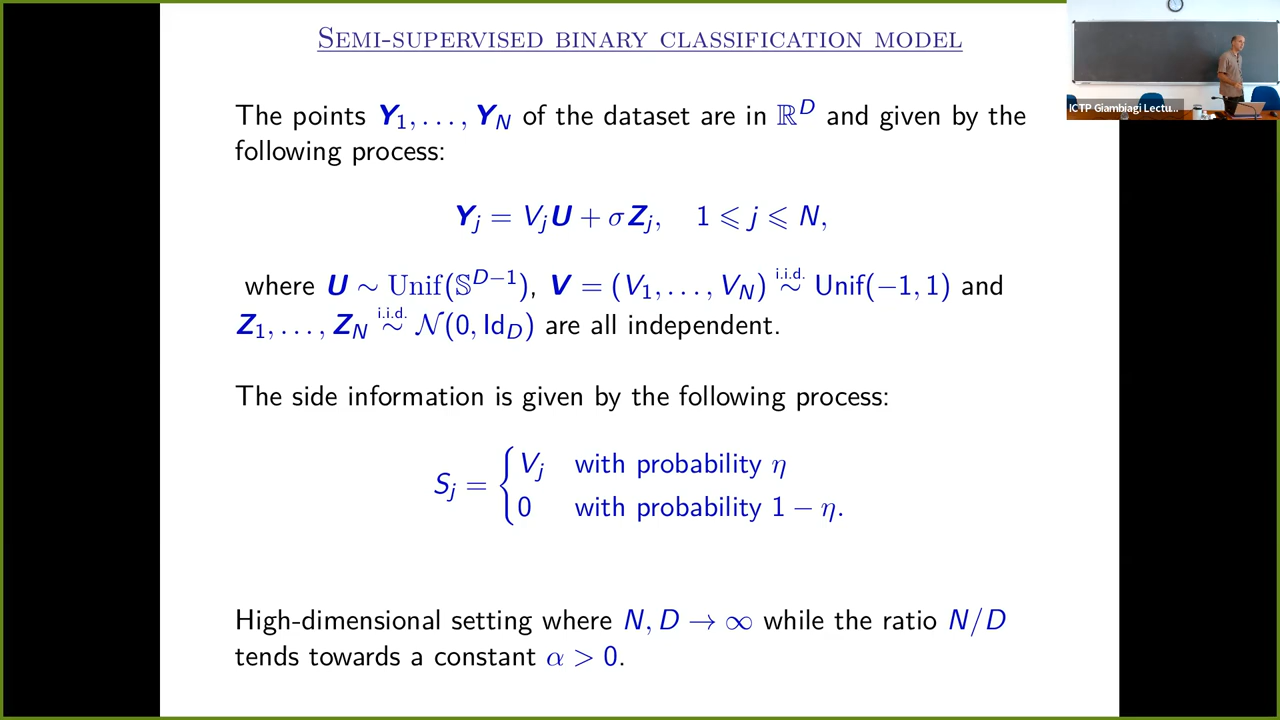 SEMI-SUPERVISED BINARY CLASSIFICATION MODEL
ICTP Giambiagi Lectu...
The points Y₁, . . . , Y_N of the dataset are in ℝ^D and given by the
following process:
Y_j = V_j U + σZ_j, 1 ⩽ j ⩽ N,
where U ∼ Unif(𝕊^{D−1}), V = (V₁, . . . , V_N) i.i.d. ∼ Unif(−1, 1) and
Z₁, . . . , Z_N i.i.d. ∼ 𝒩(0, Id_D) are all independent.
The side information is given by the following process:
S_j = { V_j with probability η
0 with probability 1 − η.
High-dimensional setting where N, D → ∞ while the ratio N/D
tends towards a constant α > 0.